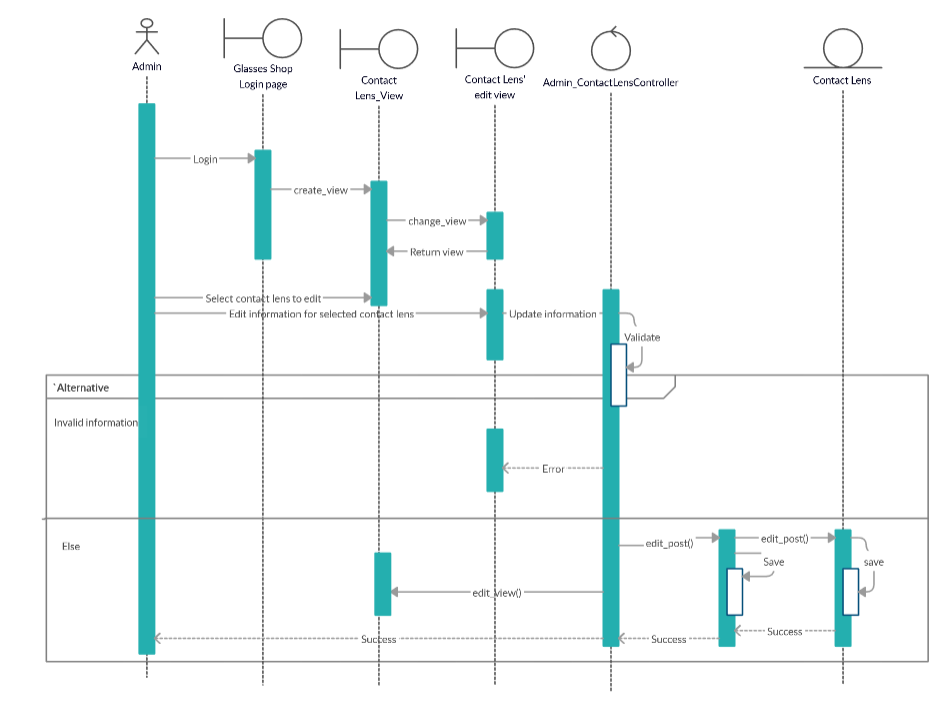 Admin
Glasses Shop
Login page
Contact
Lens_View
Contact Lens'
edit view
Admin_ContactLensController
Contact Lens
Login
create_view
change_view
Return view
Select contact lens to edit
Edit information for selected contact lens
Update information
Validate
`Alternative
Invalid information
Error
Else
edit_post()
edit_post()
Save
save
edit_view()
Success
Success
Success